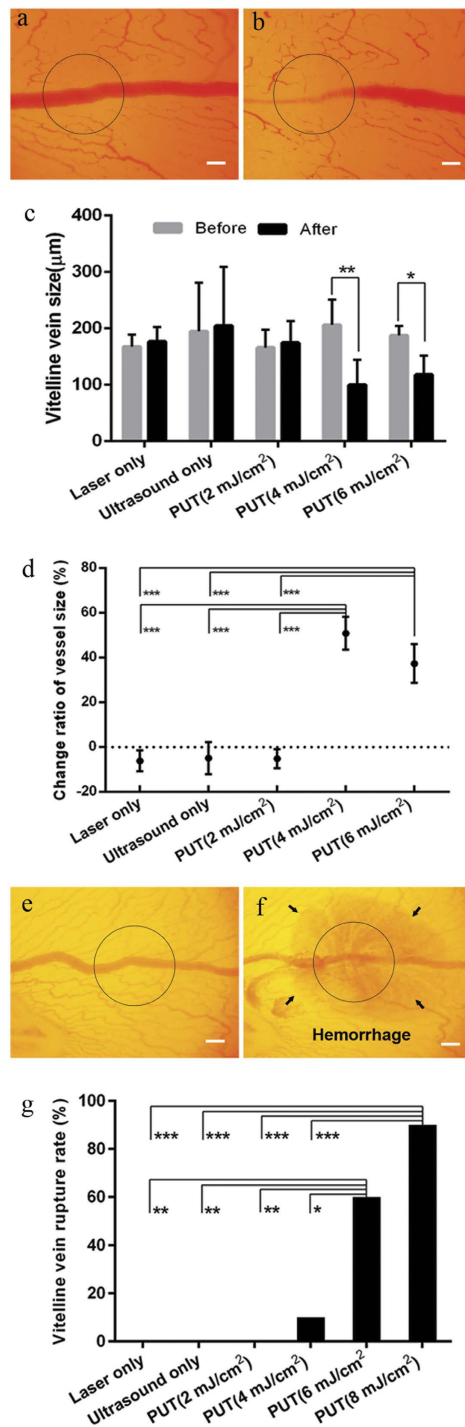 a
b
c
Before
After
Vitelline vein size(μm)
400
300
200
100
0
**
*
Laser only
Ultrasound only
PUT(2 mJ/cm²)
PUT(4 mJ/cm²)
PUT(6 mJ/cm²)
d
Change ratio of vessel size (%)
80
60
40
20
0
-20
*** *** ***
*** *** ***
Laser only
Ultrasound only
PUT(2 mJ/cm²)
PUT(4 mJ/cm²)
PUT(6 mJ/cm²)
e
f
Hemorrhage
g
Vitelline vein rupture rate (%)
100
80
60
40
20
0
*** *** *** ***
** ** ** *
Laser only
Ultrasound only
PUT(2 mJ/cm²)
PUT(4 mJ/cm²)
PUT(6 mJ/cm²)
PUT(8 mJ/cm²)